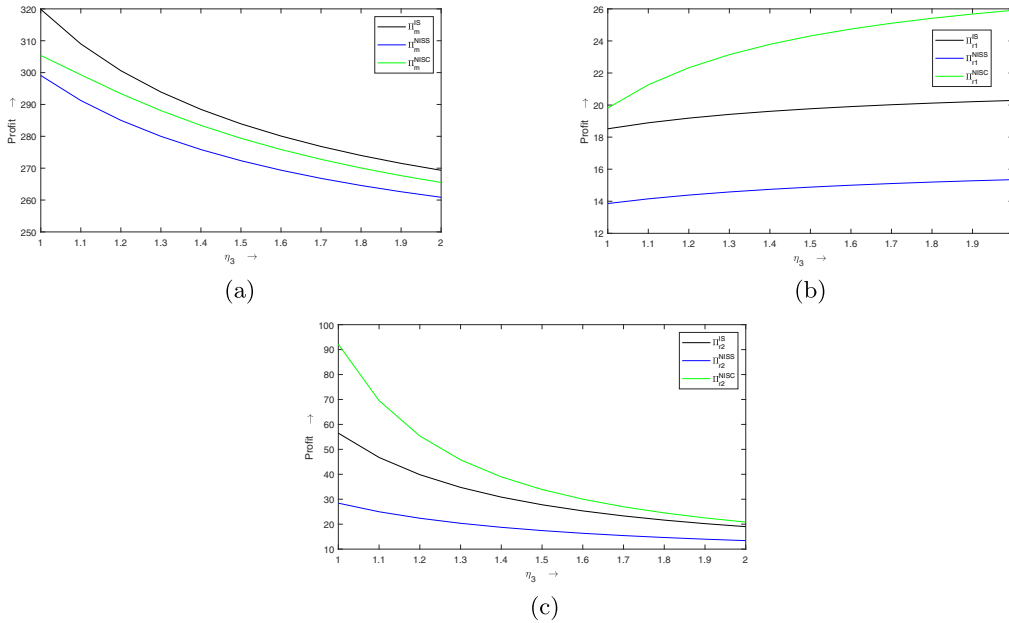 320
310
300
290
280
270
260
250
Profit →
1 1.1 1.2 1.3 1.4 1.5 1.6 1.7 1.8 1.9 2
η₃ →
Π_m^IS
Π_m^NISS
Π_m^NISC
(a)
26
24
22
20
18
16
14
12
Profit →
1 1.1 1.2 1.3 1.4 1.5 1.6 1.7 1.8 1.9
η₃ →
Π_r1^IS
Π_r1^NISS
Π_r1^NISC
(b)
100
90
80
70
60
50
40
30
20
10
Profit →
1 1.1 1.2 1.3 1.4 1.5 1.6 1.7 1.8 1.9 2
η₃ →
Π_r2^IS
Π_r2^NISS
Π_r2^NISC
(c)